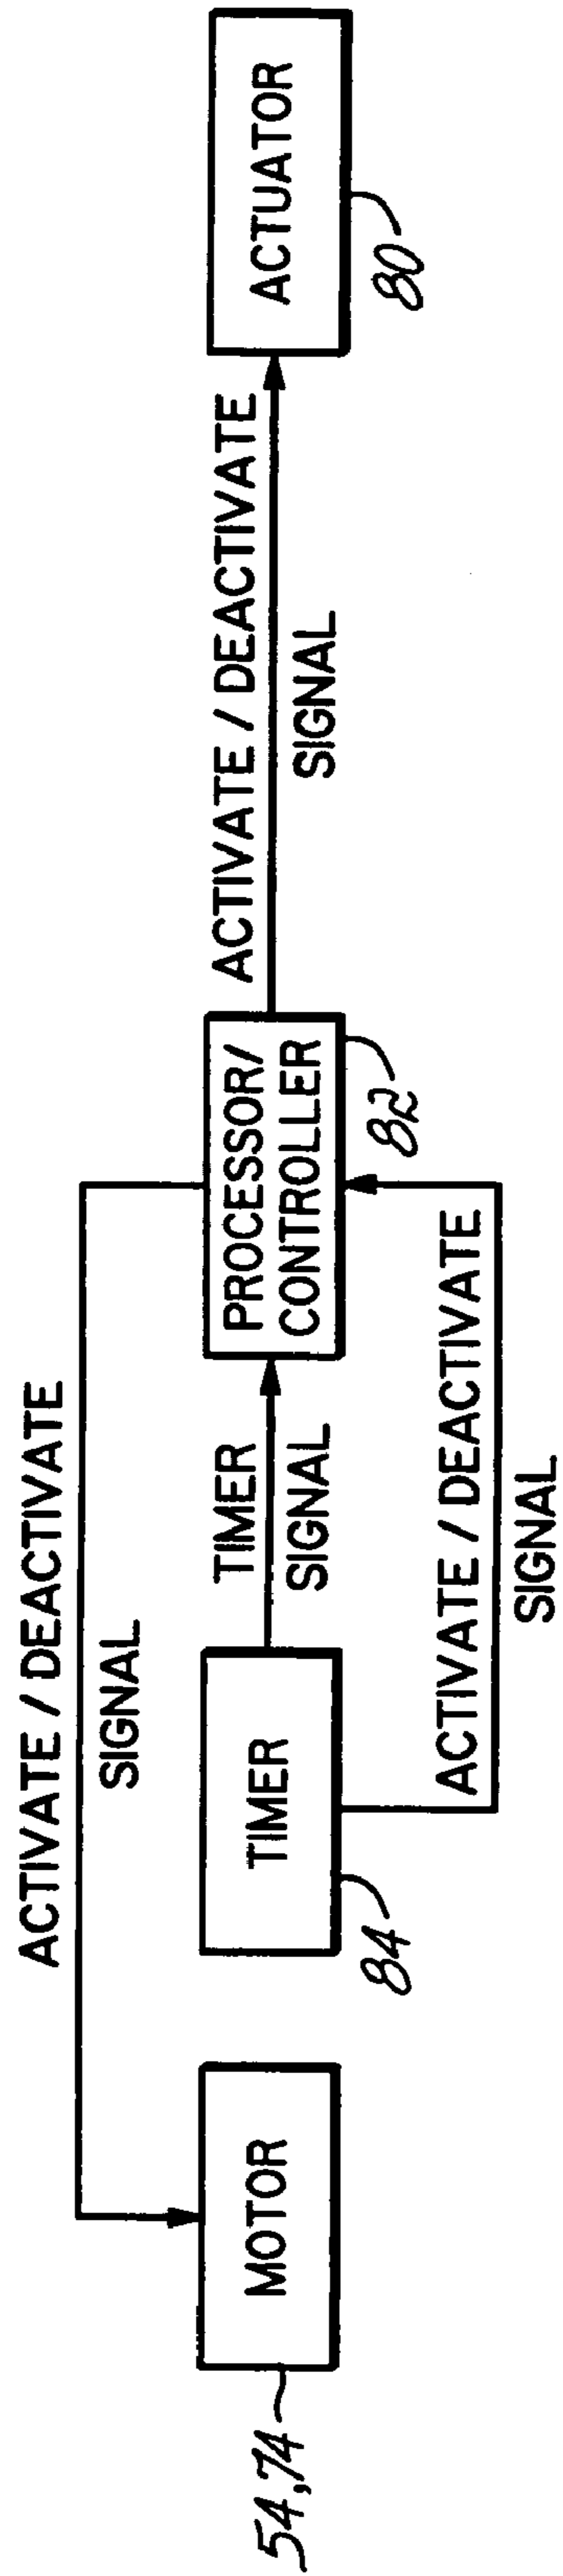 ACTIVATE / DEACTIVATE
SIGNAL
MOTOR
54,74
TIMER
84
TIMER
SIGNAL
ACTIVATE / DEACTIVATE
SIGNAL
PROCESSOR/
CONTROLLER
82
ACTIVATE / DEACTIVATE
SIGNAL
ACTUATOR
80